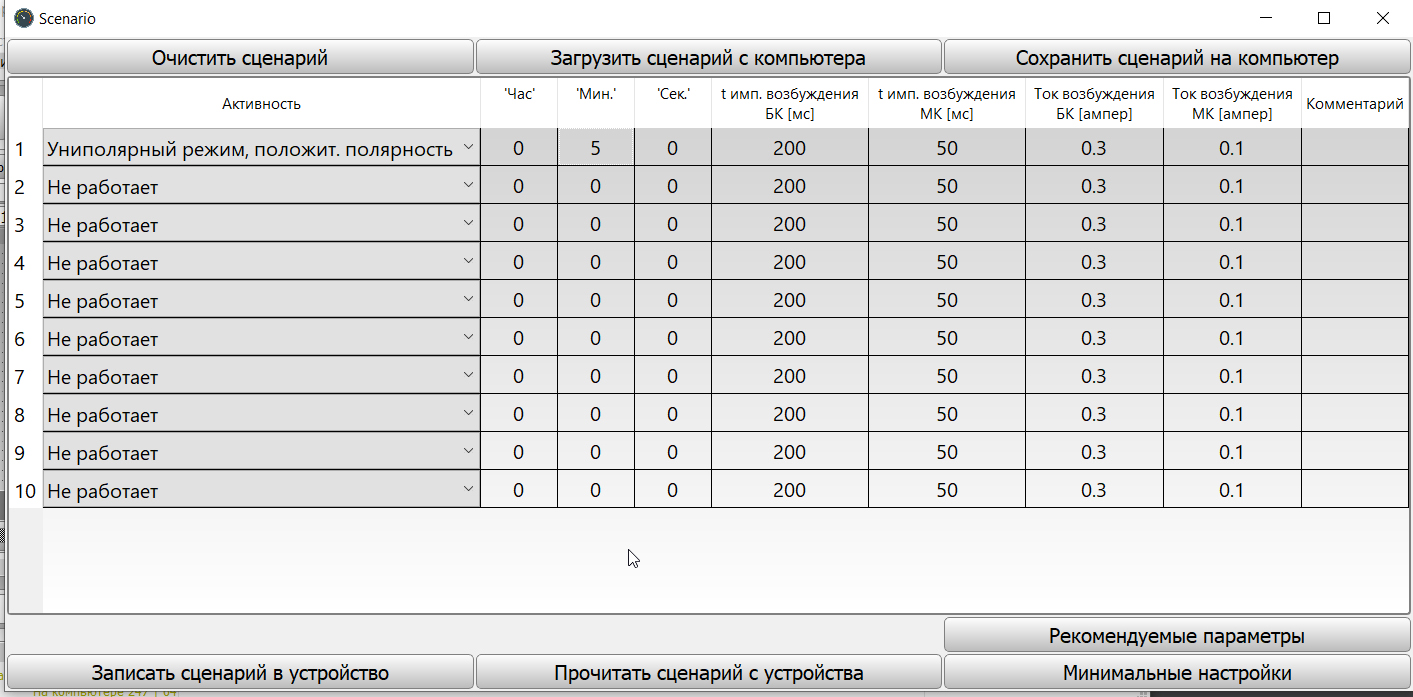 Scenario
Очистить сценарий Загрузить сценарий с компьютера Сохранить сценарий на компьютер
Активность 'Час' 'Мин.' 'Сек.' t имп. возбуждения БК [мс] t имп. возбуждения МК [мс] Ток возбуждения БК [ампер] Ток возбуждения МК [ампер] Комментарий
1 Униполярный режим, положит. полярность 0 5 0 200 50 0.3 0.1
2 Не работает 0 0 0 200 50 0.3 0.1
3 Не работает 0 0 0 200 50 0.3 0.1
4 Не работает 0 0 0 200 50 0.3 0.1
5 Не работает 0 0 0 200 50 0.3 0.1
6 Не работает 0 0 0 200 50 0.3 0.1
7 Не работает 0 0 0 200 50 0.3 0.1
8 Не работает 0 0 0 200 50 0.3 0.1
9 Не работает 0 0 0 200 50 0.3 0.1
10 Не работает 0 0 0 200 50 0.3 0.1
Рекомендуемые параметры
Записать сценарий в устройство Прочитать сценарий с устройства Минимальные настройки